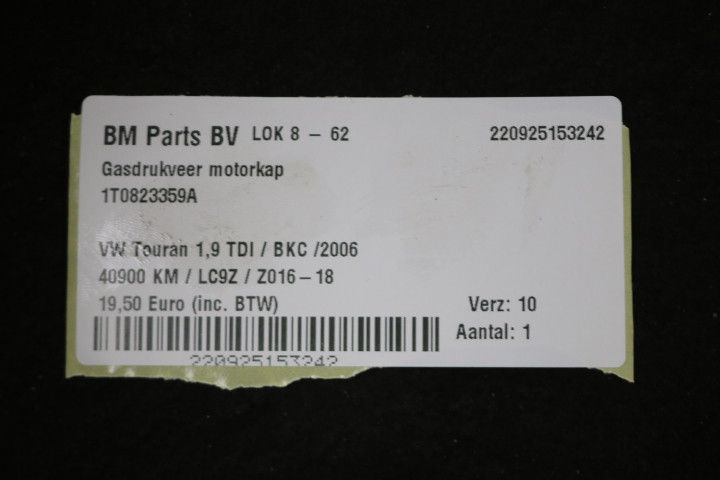 BM Parts BV LOK 8 - 62 220925153242
Gasdrukveer motorkap
1T0823359A
VW Touran 1,9 TDI / BKC /2006
40900 KM / LC9Z / Z016-18
19,50 Euro (inc. BTW) Verz: 10
Aantal: 1
220925153242